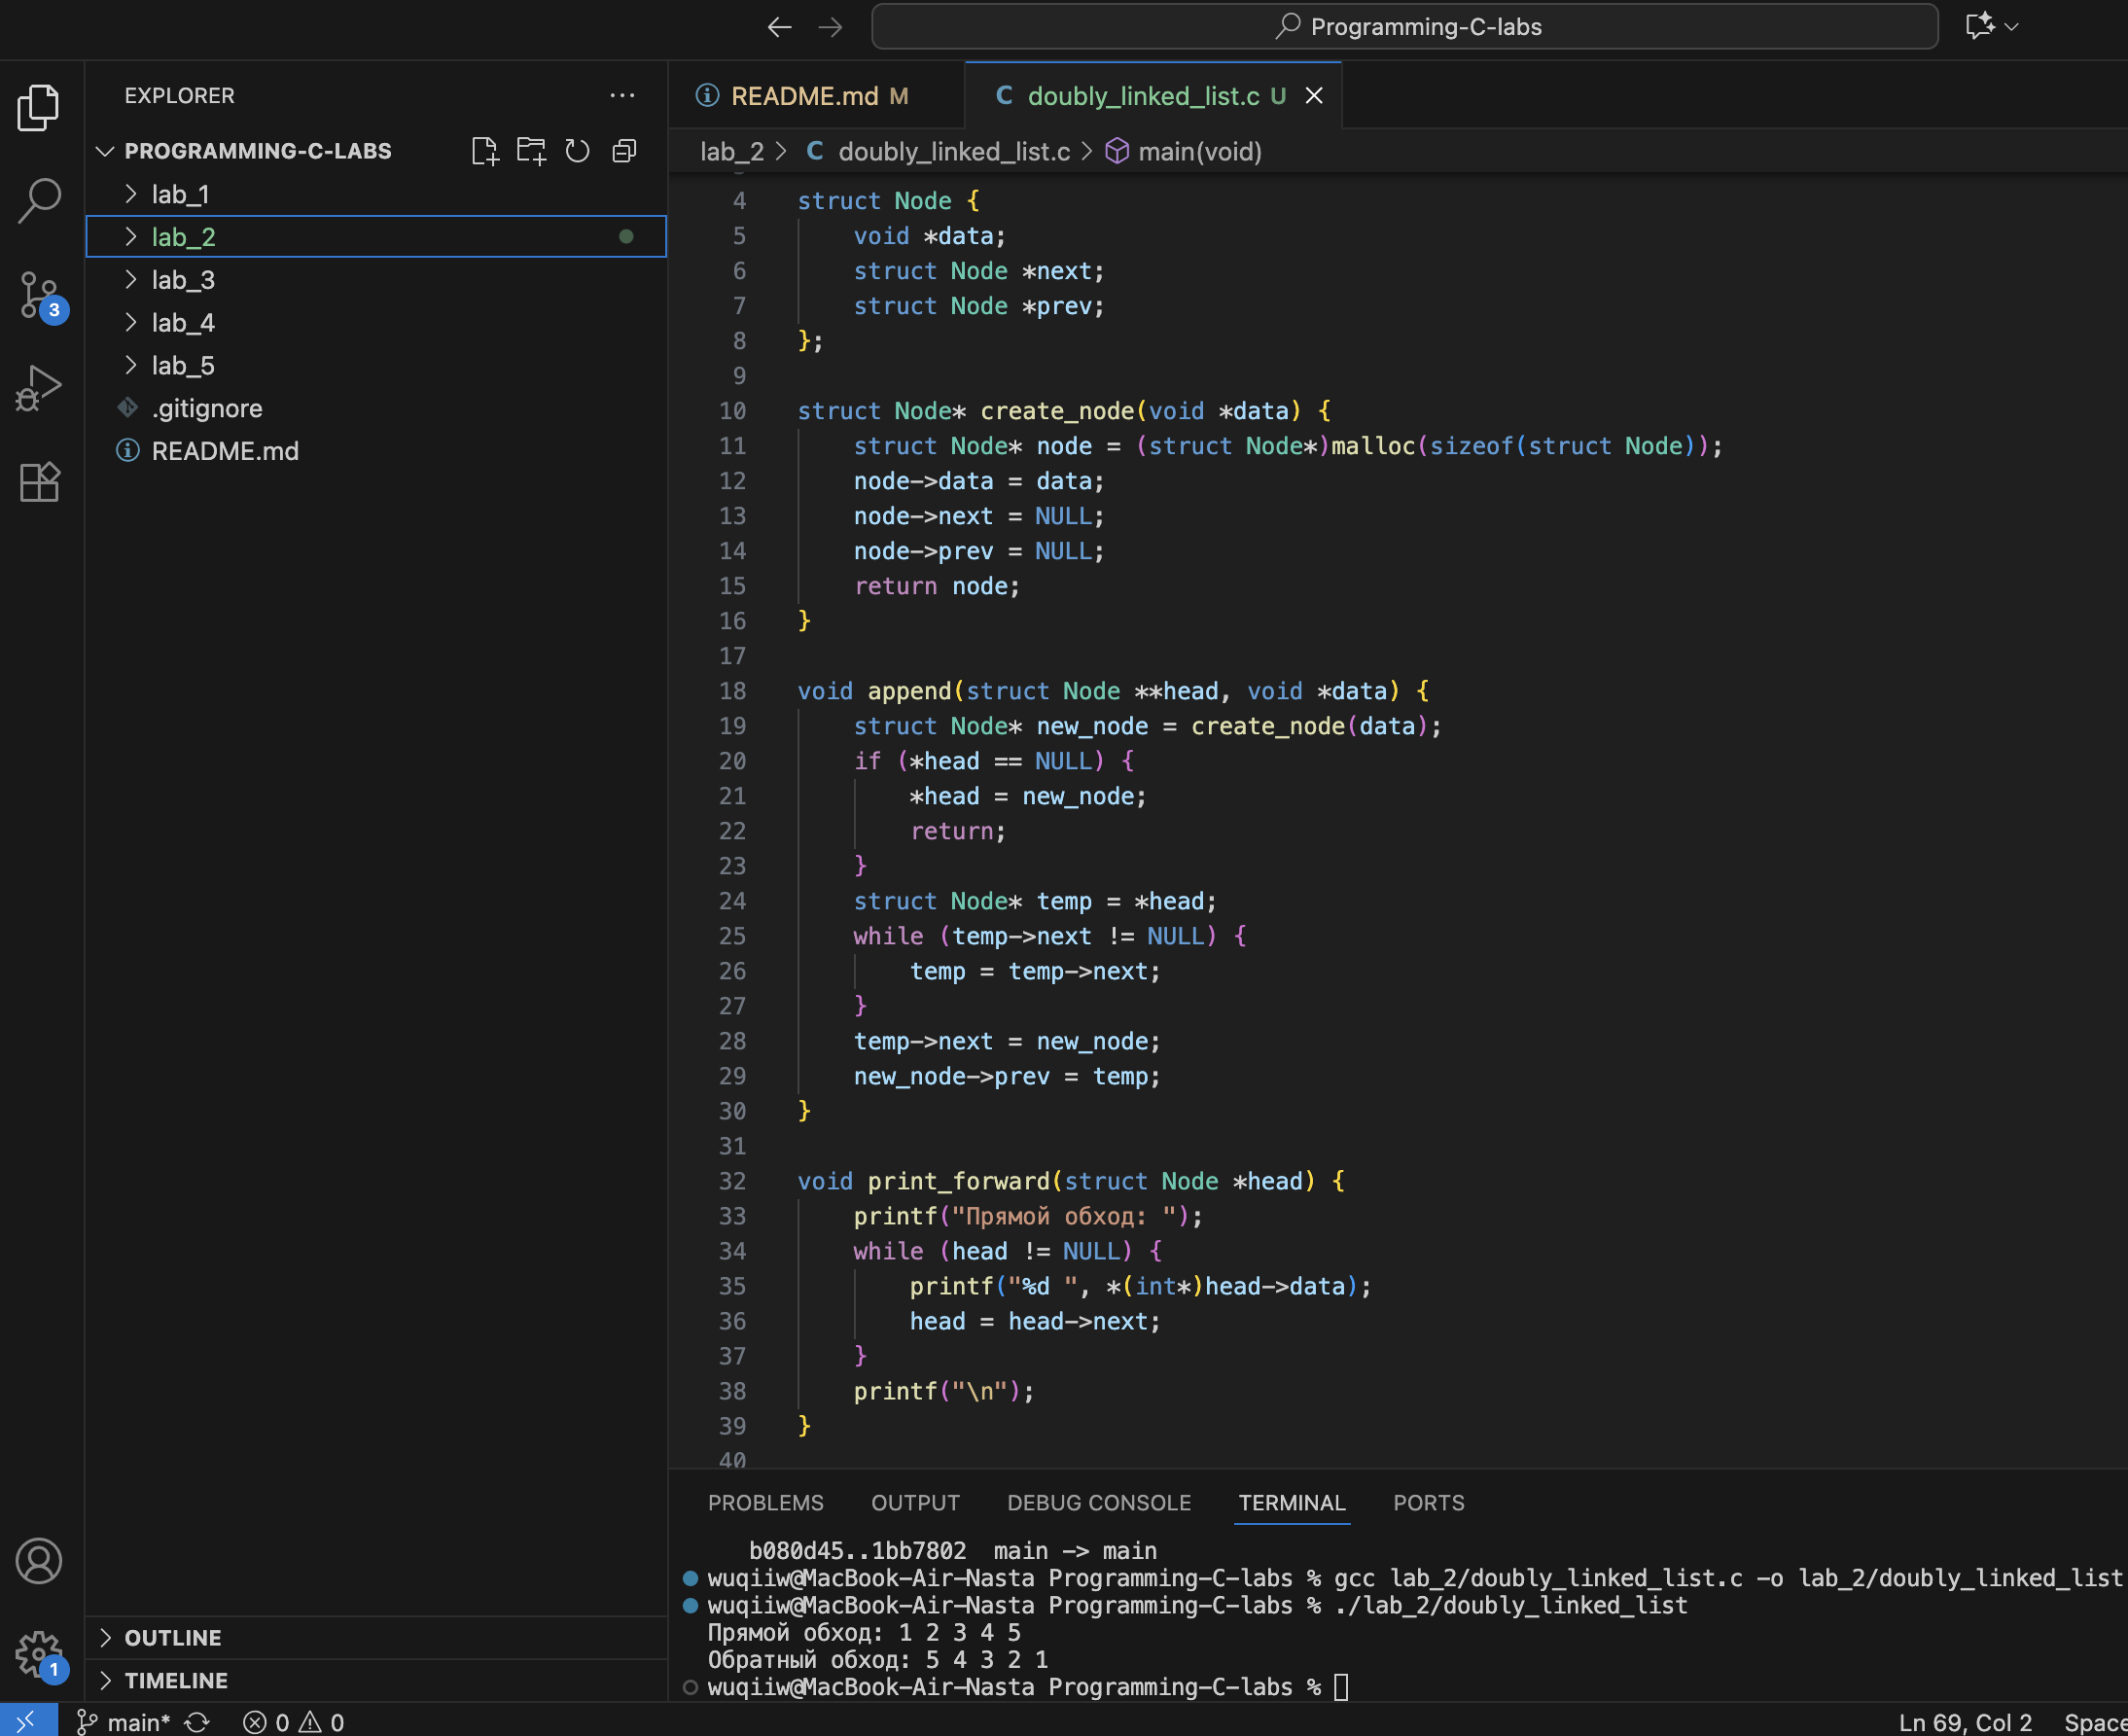 Programming-C-labs
EXPLORER
PROGRAMMING-C-LABS
lab_1
lab_2
lab_3
lab_4
lab_5
.gitignore
README.md
3
1
OUTLINE
TIMELINE
README.md M
C doubly_linked_list.c U
lab_2 > C doubly_linked_list.c > main(void)
4 struct Node {
5 void *data;
6 struct Node *next;
7 struct Node *prev;
8 };
9
10 struct Node* create_node(void *data) {
11 struct Node* node = (struct Node*)malloc(sizeof(struct Node));
12 node->data = data;
13 node->next = NULL;
14 node->prev = NULL;
15 return node;
16 }
17
18 void append(struct Node **head, void *data) {
19 struct Node* new_node = create_node(data);
20 if (*head == NULL) {
21 *head = new_node;
22 return;
23 }
24 struct Node* temp = *head;
25 while (temp->next != NULL) {
26 temp = temp->next;
27 }
28 temp->next = new_node;
29 new_node->prev = temp;
30 }
31
32 void print_forward(struct Node *head) {
33 printf("Прямой обход: ");
34 while (head != NULL) {
35 printf("%d ", *(int*)head->data);
36 head = head->next;
37 }
38 printf("\n");
39 }
40
PROBLEMS OUTPUT DEBUG CONSOLE TERMINAL PORTS
b080d45..1bb7802 main -> main
wuqiiw@MacBook-Air-Nasta Programming-C-labs % gcc lab_2/doubly_linked_list.c -o lab_2/doubly_linked_list
wuqiiw@MacBook-Air-Nasta Programming-C-labs % ./lab_2/doubly_linked_list
Прямой обход: 1 2 3 4 5
Обратный обход: 5 4 3 2 1
wuqiiw@MacBook-Air-Nasta Programming-C-labs %
main* 0 0 Ln 69, Col 2